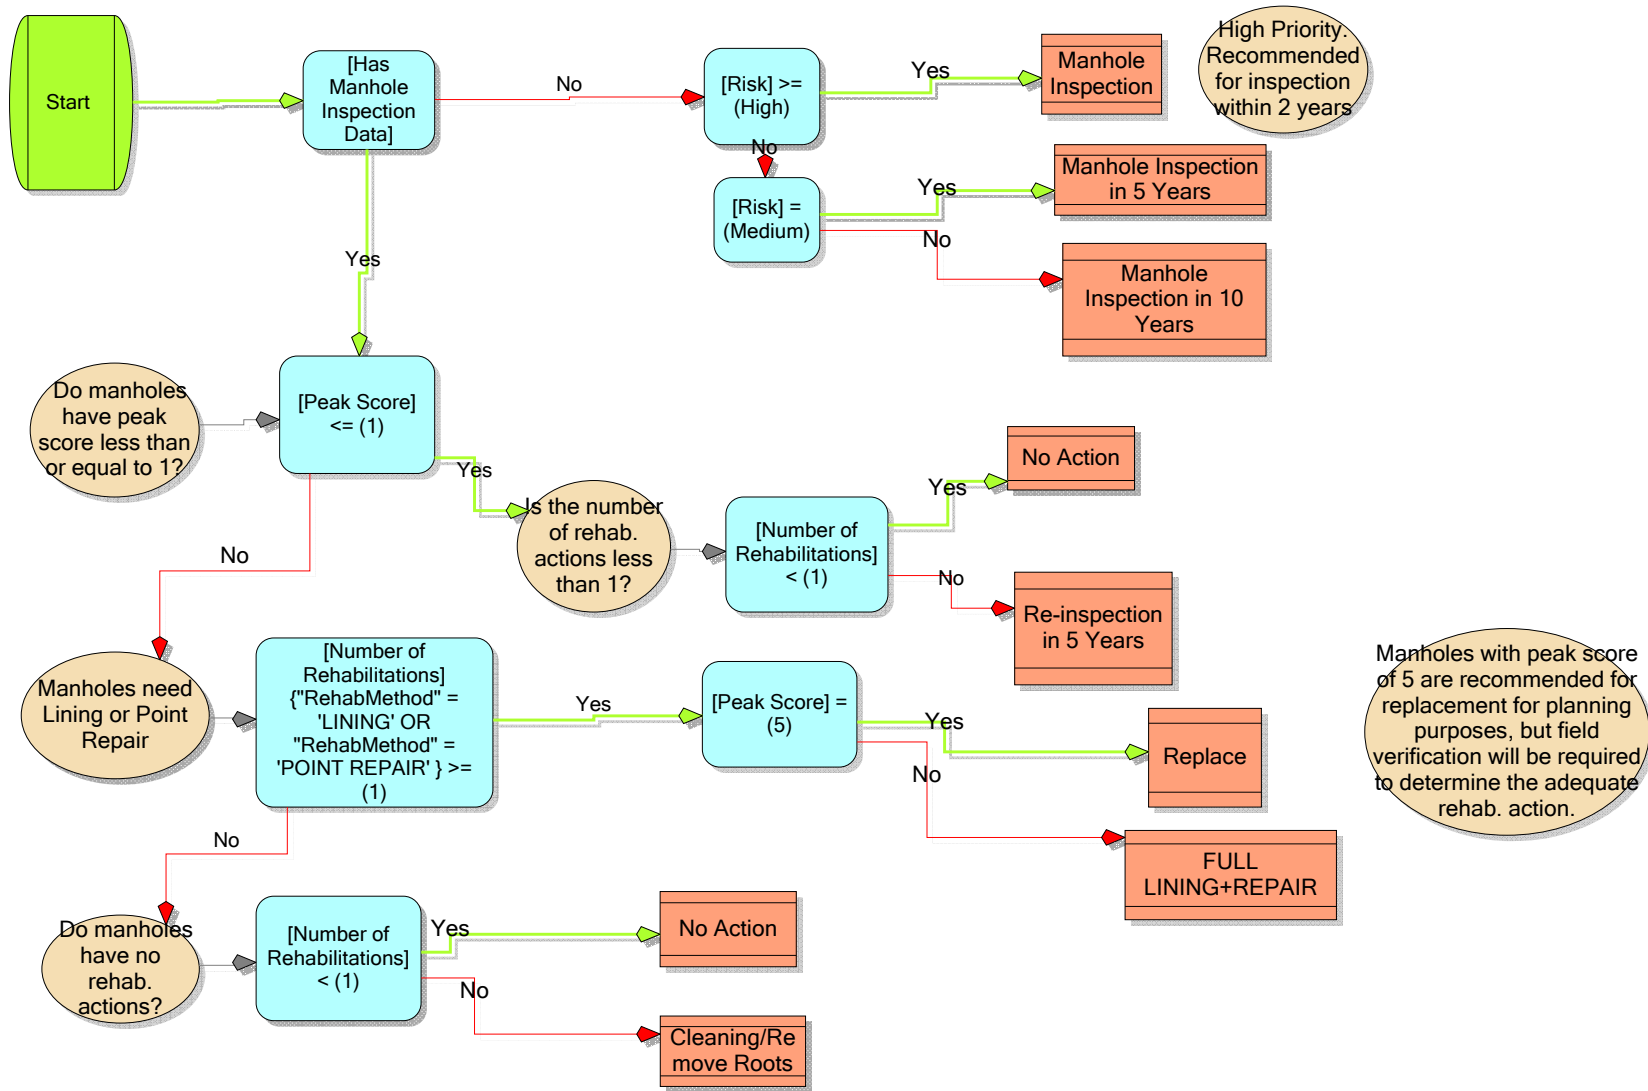 Start
[Has
Manhole
Inspection
Data]
No
[Risk] >=
(High)
Yes
Manhole
Inspection
High Priority.
Recommended
for inspection
within 2 years
No
[Risk] =
(Medium)
Yes
Manhole Inspection
in 5 Years
No
Manhole
Inspection in 10
Years
Yes
Do manholes
have peak
score less than
or equal to 1?
[Peak Score]
<= (1)
Yes
Is the number
of rehab.
actions less
than 1?
[Number of
Rehabilitations]
< (1)
Yes
No Action
No
Re-inspection
in 5 Years
No
Manholes need
Lining or Point
Repair
[Number of
Rehabilitations]
{"RehabMethod" =
'LINING' OR
"RehabMethod" =
'POINT REPAIR' } >=
(1)
Yes
[Peak Score] =
(5)
Yes
Replace
Manholes with peak score
of 5 are recommended for
replacement for planning
purposes, but field
verification will be required
to determine the adequate
rehab. action.
No
FULL
LINING+REPAIR
No
Do manholes
have no
rehab.
actions?
[Number of
Rehabilitations]
< (1)
Yes
No Action
No
Cleaning/Re
move Roots